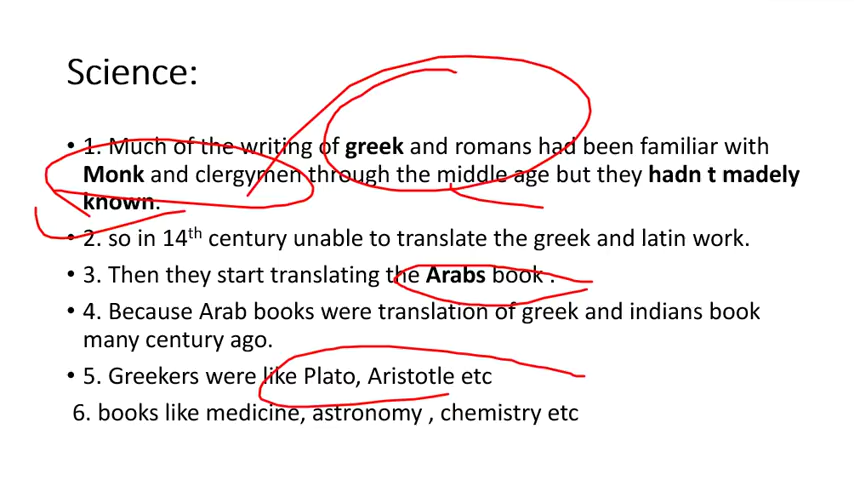 Science:
• 1. Much of the writing of greek and romans had been familiar with
Monk and clergymen through the middle age but they hadn t madely
known.
• 2. so in 14th century unable to translate the greek and latin work.
• 3. Then they start translating the Arabs book .
• 4. Because Arab books were translation of greek and indians book
many century ago.
• 5. Greekers were like Plato, Aristotle etc
6. books like medicine, astronomy , chemistry etc